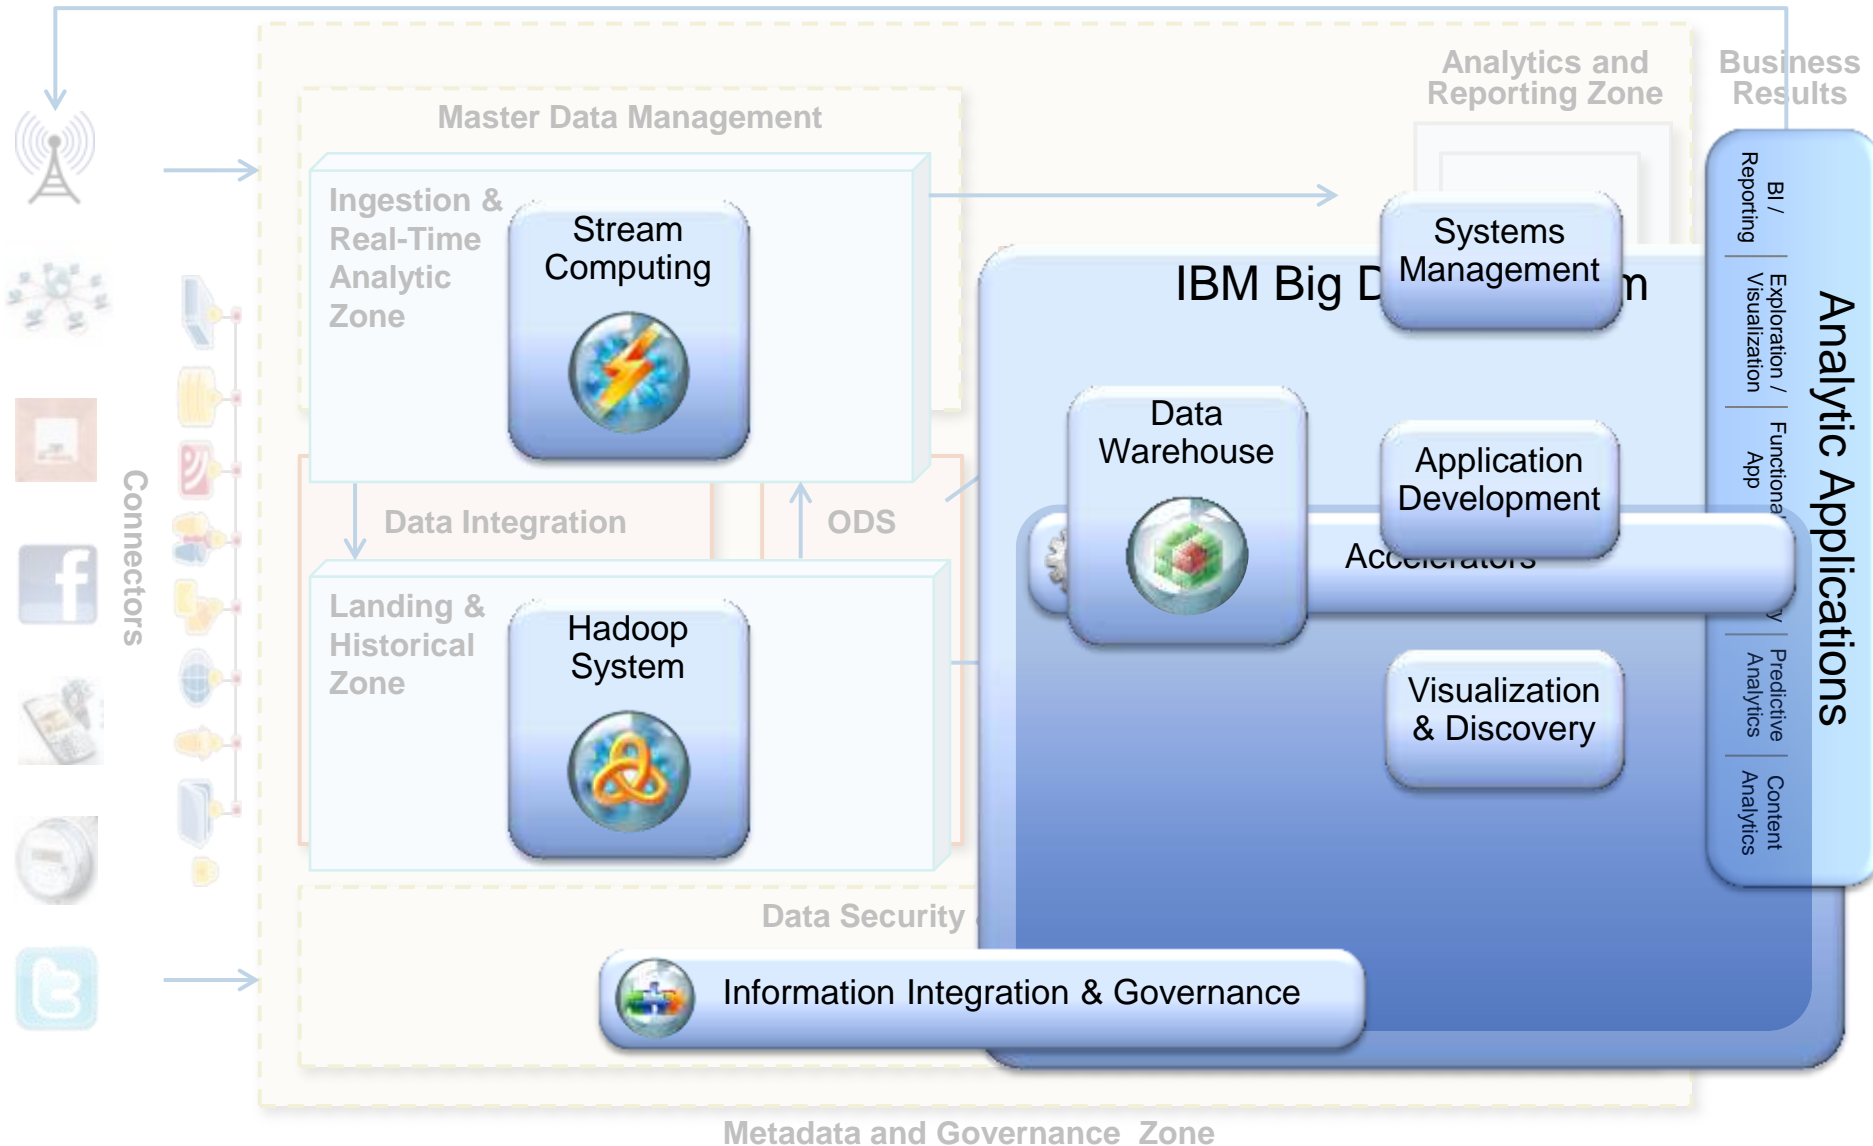 Analytics and
Reporting Zone
Business
Results
Master Data Management
Ingestion &
Real-Time
Analytic
Zone
Stream
Computing
Systems
Management
IBM Big D
m
BI /
Reporting
Exploration /
Visualization
Functional
App
Predictive
Analytics
Content
Analytics
Analytic Applications
Data
Warehouse
Application
Development
Accelerators
Connectors
Data Integration
ODS
Landing &
Historical
Zone
Hadoop
System
Visualization
& Discovery
f
Data Security
Information Integration & Governance
Metadata and Governance Zone